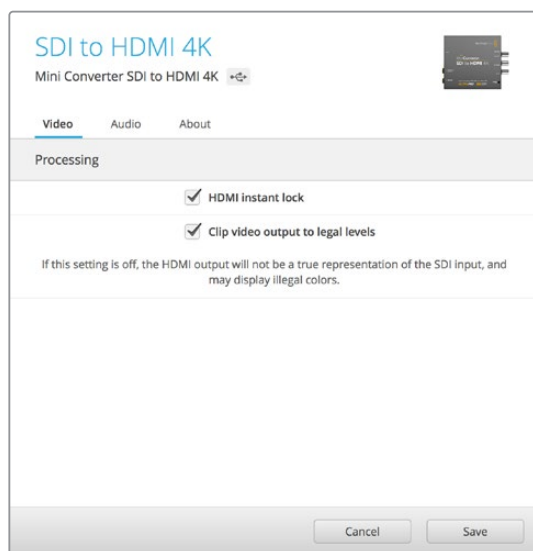 SDI to HDMI 4K
Mini Converter SDI to HDMI 4K
Video Audio About
Processing
HDMI instant lock
Clip video output to legal levels
If this setting is off, the HDMI output will not be a true representation of the SDI input, and
may display illegal colors.
Cancel Save